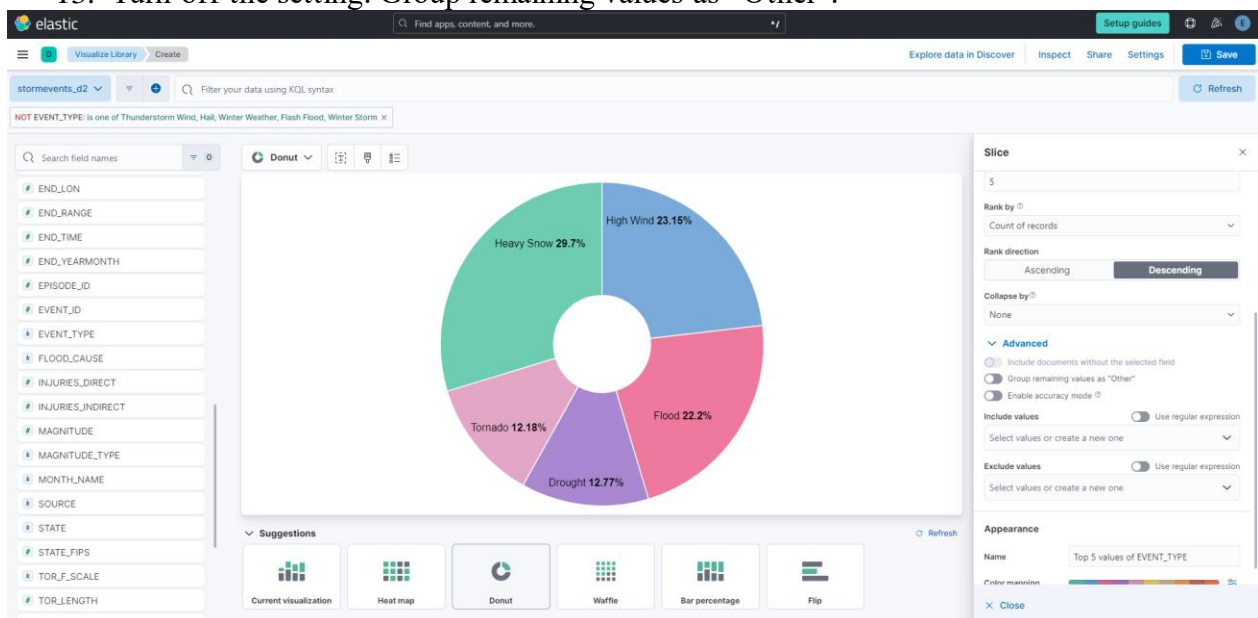 13. Turn off the setting: Group remaining values as "Other".
elastic
Find apps, content, and more.
^/
Setup guides
E
D
Visualize Library
Create
Explore data in Discover
Inspect
Share
Settings
Save
stormevents_d2
Filter your data using KQL syntax
Refresh
NOT EVENT_TYPE: is one of Thunderstorm Wind, Hail, Winter Weather, Flash Flood, Winter Storm ×
Search field names
0
# END_LON
# END_RANGE
# END_TIME
# END_YEARMONTH
# EPISODE_ID
# EVENT_ID
k EVENT_TYPE
k FLOOD_CAUSE
# INJURIES_DIRECT
# INJURIES_INDIRECT
# MAGNITUDE
k MAGNITUDE_TYPE
k MONTH_NAME
k SOURCE
k STATE
# STATE_FIPS
k TOR_F_SCALE
# TOR_LENGTH
Donut
High Wind 23.15%
Heavy Snow 29.7%
Flood 22.2%
Tornado 12.18%
Drought 12.77%
Suggestions
Refresh
Current visualization
Heat map
Donut
Waffle
Bar percentage
Flip
Slice
5
Rank by
Count of records
Rank direction
Ascending
Descending
Collapse by
None
Advanced
Include documents without the selected field
Group remaining values as "Other"
Enable accuracy mode
Include values
Use regular expression
Select values or create a new one
Exclude values
Use regular expression
Select values or create a new one
Appearance
Name
Top 5 values of EVENT_TYPE
Color mapping
× Close